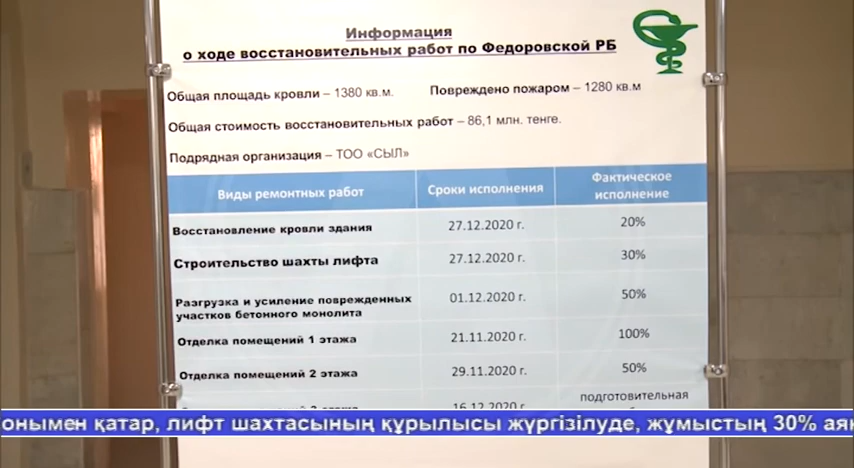 Информация
о ходе восстановительных работ по Федоровской РБ
Общая площадь кровли – 1380 кв.м. Повреждено пожаром – 1280 кв.м
Общая стоимость восстановительных работ – 86,1 млн. тенге.
Подрядная организация – ТОО «СЫЛ»
Виды ремонтных работ Сроки исполнения Фактическое
исполнение
Восстановление кровли здания 27.12.2020 г. 20%
Строительство шахты лифта 27.12.2020 г. 30%
Разгрузка и усиление поврежденных
участков бетонного монолита 01.12.2020 г. 50%
Отделка помещений 1 этажа 21.11.2020 г. 100%
Отделка помещений 2 этажа 29.11.2020 г. 50%
16.12.2020 г. подготовительная
қатар, лифт шахтасының құрылысы жүргізілуде, жұмыстың 30%